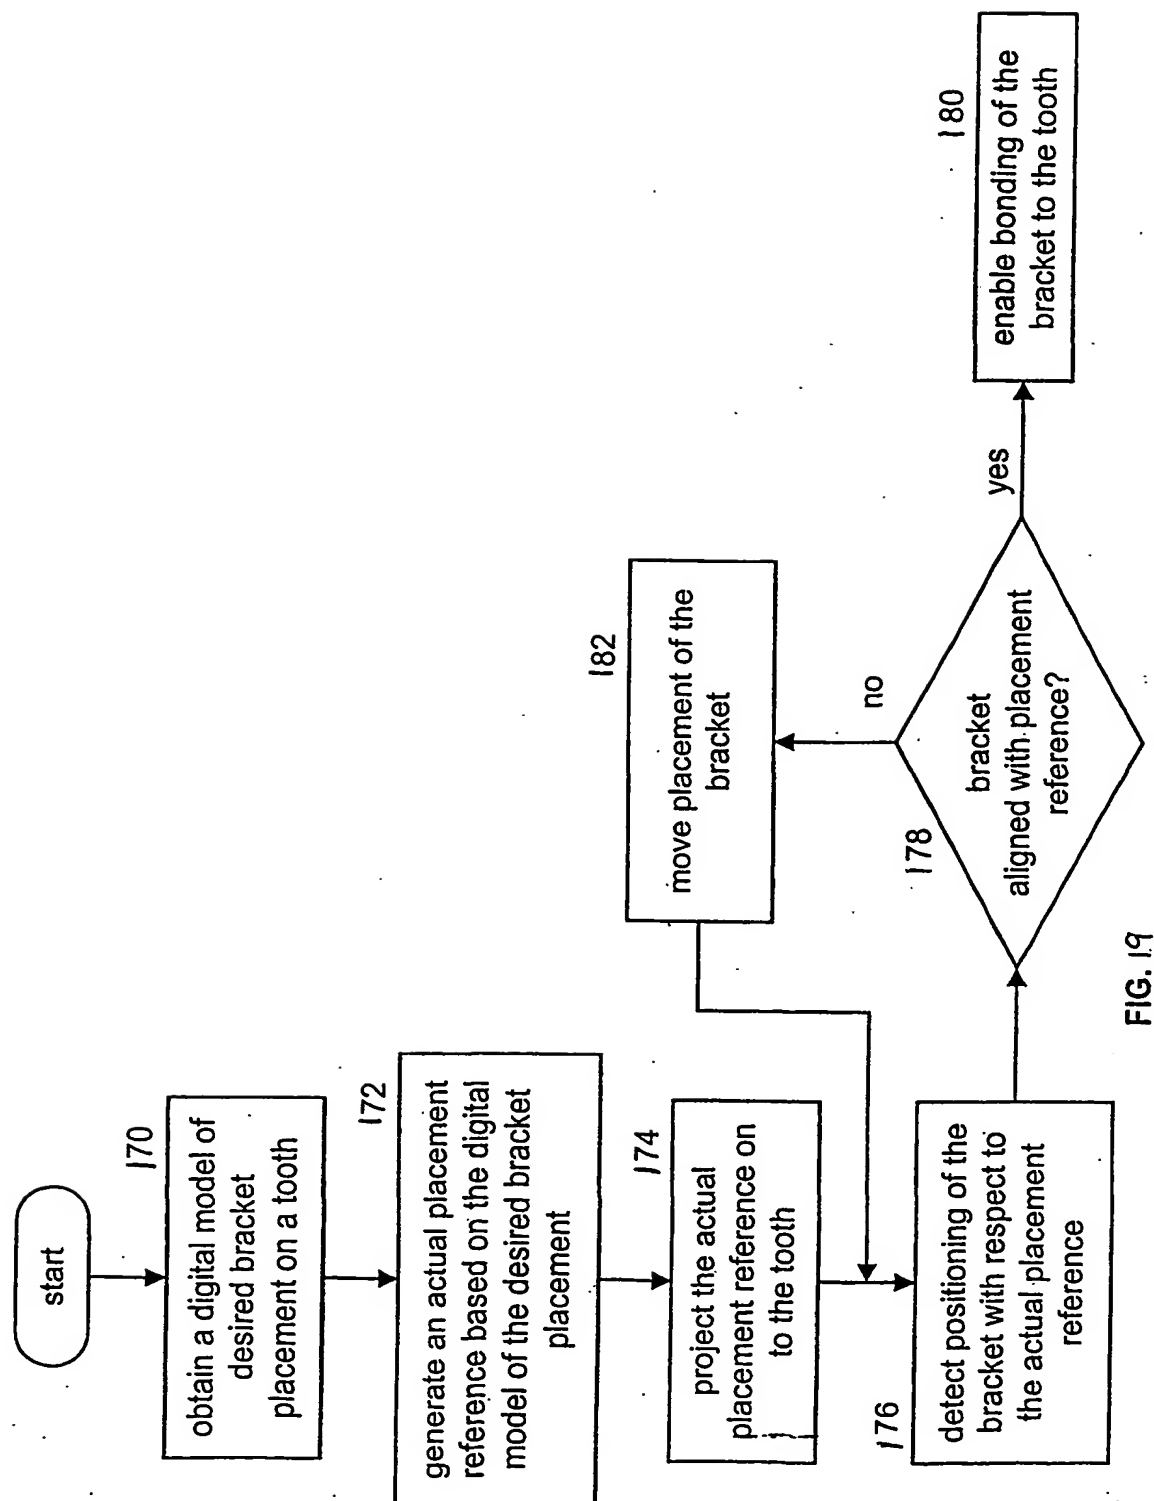 start
170
obtain a digital model of
desired bracket
placement on a tooth
172
generate an actual placement
reference based on the digital
model of the desired bracket
placement
174
project the actual
placement reference on
to the tooth
176
detect positioning of the
bracket with respect to
the actual placement
reference
178
bracket
aligned with placement
reference?
no
182
move placement of the
bracket
yes
180
enable bonding of the
bracket to the tooth
FIG. 19